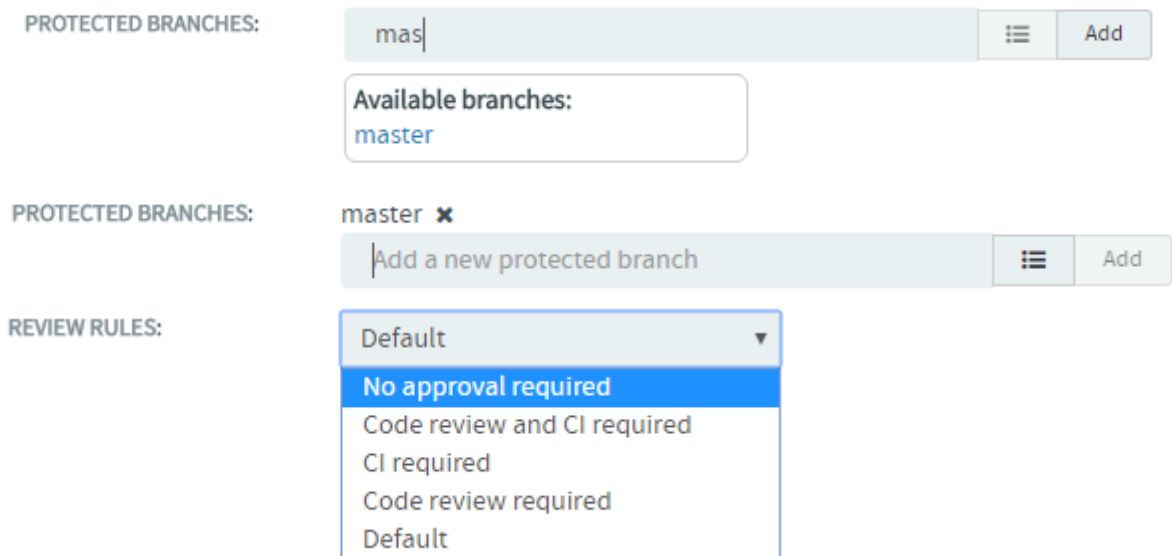 PROTECTED BRANCHES: mas Add
Available branches:
master
PROTECTED BRANCHES: master ✖
Add a new protected branch Add
REVIEW RULES: Default ▼
No approval required
Code review and CI required
CI required
Code review required
Default